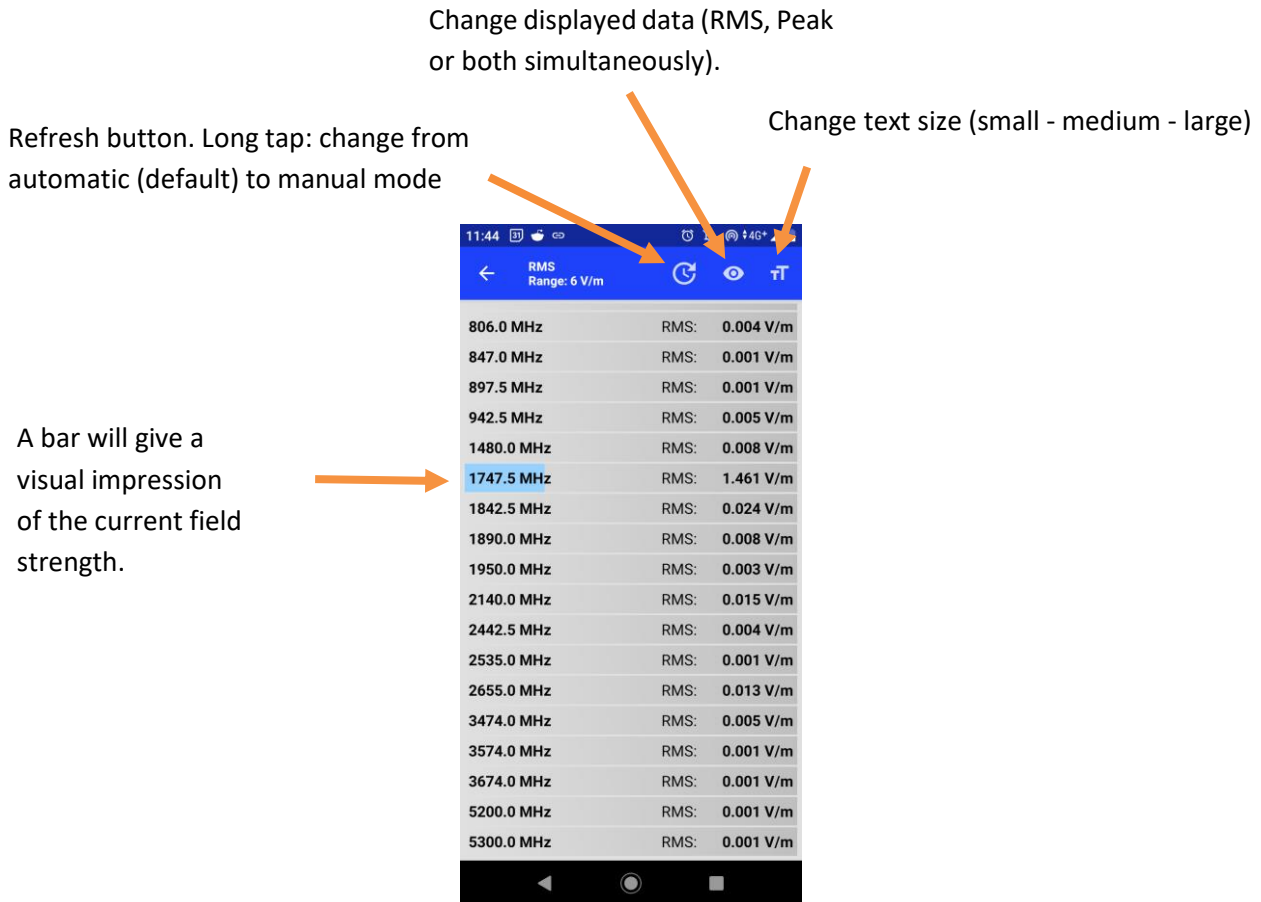 Change displayed data (RMS, Peak
or both simultaneously).
Refresh button. Long tap: change from
automatic (default) to manual mode
Change text size (small - medium - large)
A bar will give a
visual impression
of the current field
strength.
11:44 31 4G+
RMS
Range: 6 V/m
TT
806.0 MHz RMS: 0.004 V/m
847.0 MHz RMS: 0.001 V/m
897.5 MHz RMS: 0.001 V/m
942.5 MHz RMS: 0.005 V/m
1480.0 MHz RMS: 0.008 V/m
1747.5 MHz RMS: 1.461 V/m
1842.5 MHz RMS: 0.024 V/m
1890.0 MHz RMS: 0.008 V/m
1950.0 MHz RMS: 0.003 V/m
2140.0 MHz RMS: 0.015 V/m
2442.5 MHz RMS: 0.004 V/m
2535.0 MHz RMS: 0.001 V/m
2655.0 MHz RMS: 0.013 V/m
3474.0 MHz RMS: 0.005 V/m
3574.0 MHz RMS: 0.001 V/m
3674.0 MHz RMS: 0.001 V/m
5200.0 MHz RMS: 0.001 V/m
5300.0 MHz RMS: 0.001 V/m